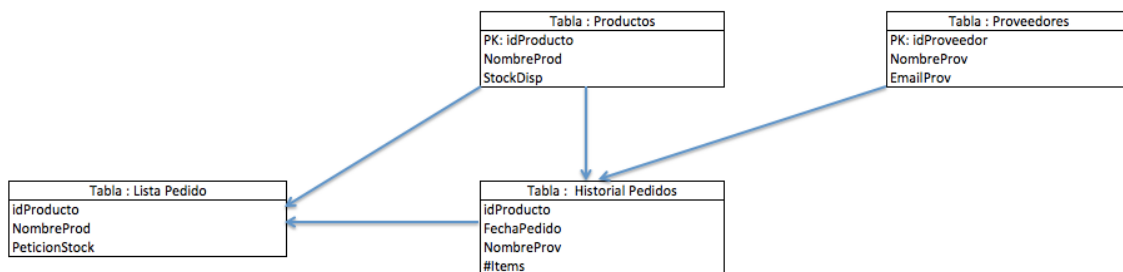 Tabla : Productos
PK: idProducto
NombreProd
StockDisp
Tabla : Proveedores
PK: idProveedor
NombreProv
EmailProv
Tabla : Lista Pedido
idProducto
NombreProd
PeticionStock
Tabla :  Historial Pedidos
idProducto
FechaPedido
NombreProv
#Items